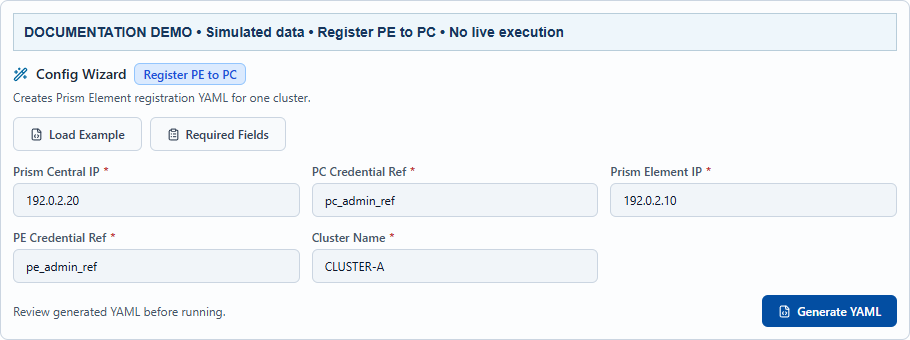 DOCUMENTATION DEMO • Simulated data • Register PE to PC • No live execution
Config Wizard Register PE to PC
Creates Prism Element registration YAML for one cluster.
Load Example Required Fields
Prism Central IP * PC Credential Ref * Prism Element IP *
192.0.2.20 pc_admin_ref 192.0.2.10
PE Credential Ref * Cluster Name *
pe_admin_ref CLUSTER-A
Review generated YAML before running. Generate YAML